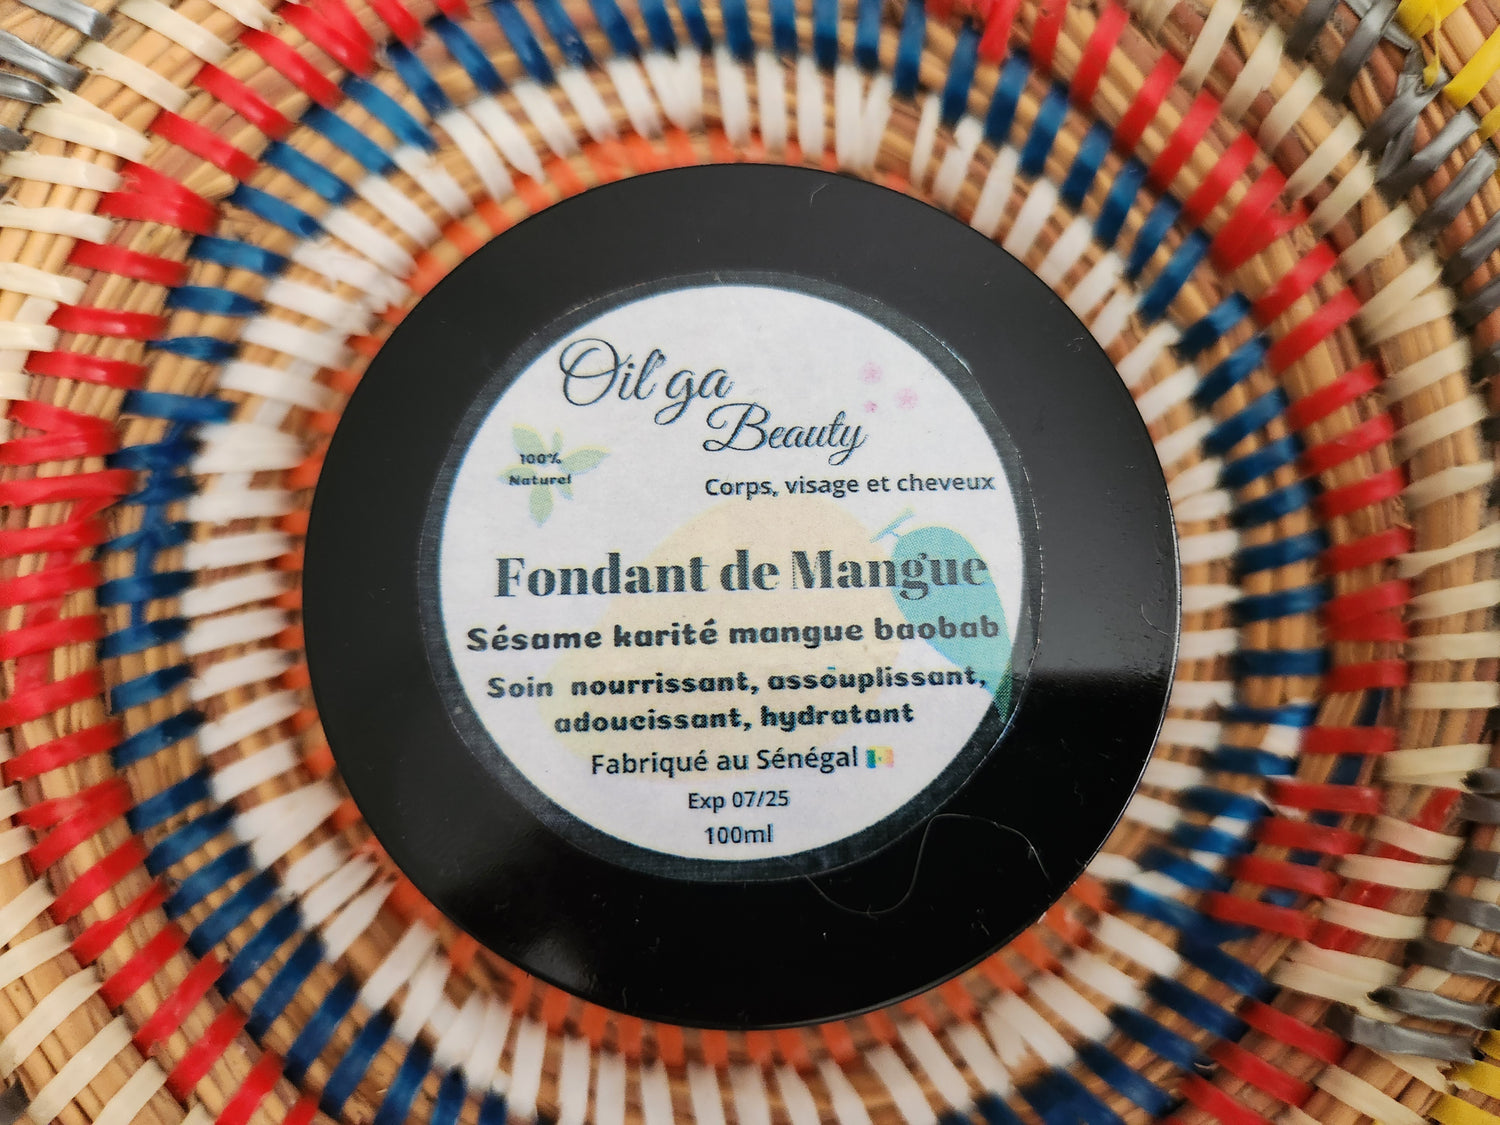 Oil'ga
Beauty
100%
Naturel
Corps, visage et cheveux
Fondant de Mangue
Sésame karité mangue baobab
Soin nourrissant, assouplissant,
adoucissant, hydratant
Fabriqué au Sénégal 🇸🇳
Exp 07/25
100ml